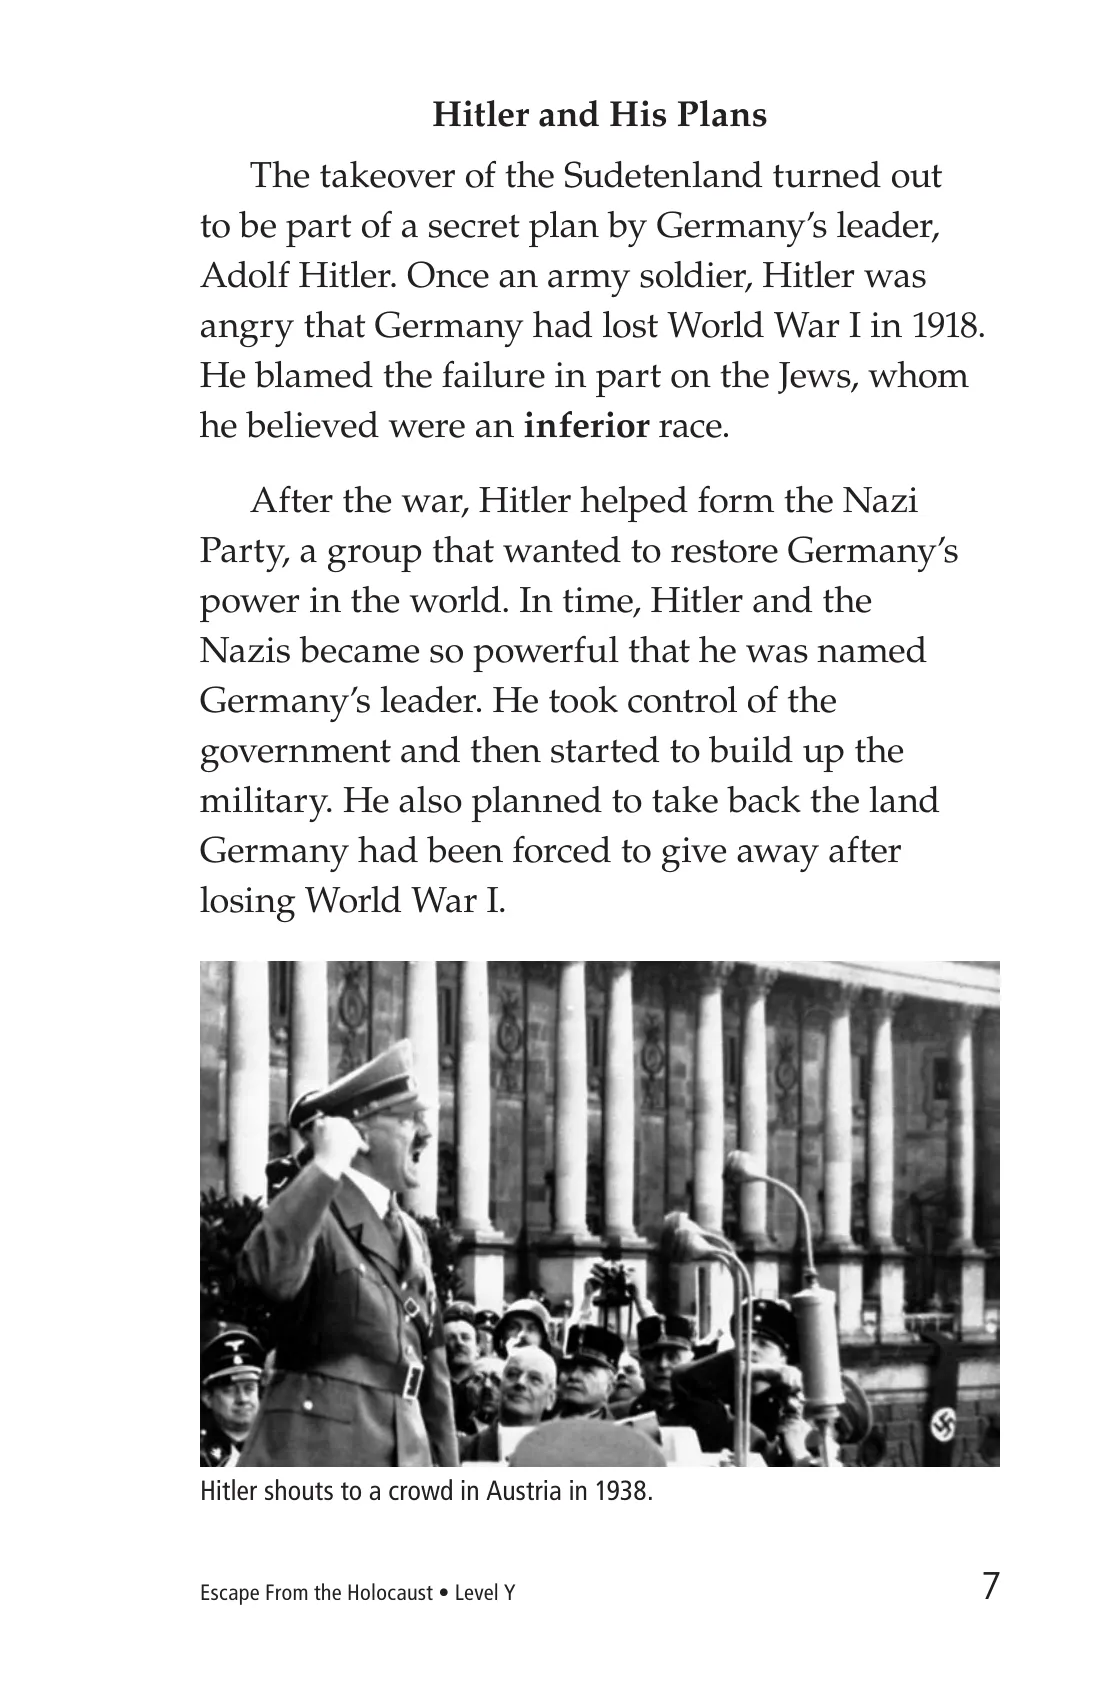 Hitler and His Plans
The takeover of the Sudetenland turned out
to be part of a secret plan by Germany’s leader,
Adolf Hitler. Once an army soldier, Hitler was
angry that Germany had lost World War I in 1918.
He blamed the failure in part on the Jews, whom
he believed were an inferior race.
After the war, Hitler helped form the Nazi
Party, a group that wanted to restore Germany’s
power in the world. In time, Hitler and the
Nazis became so powerful that he was named
Germany’s leader. He took control of the
government and then started to build up the
military. He also planned to take back the land
Germany had been forced to give away after
losing World War I.
Hitler shouts to a crowd in Austria in 1938.
Escape From the Holocaust • Level Y
7